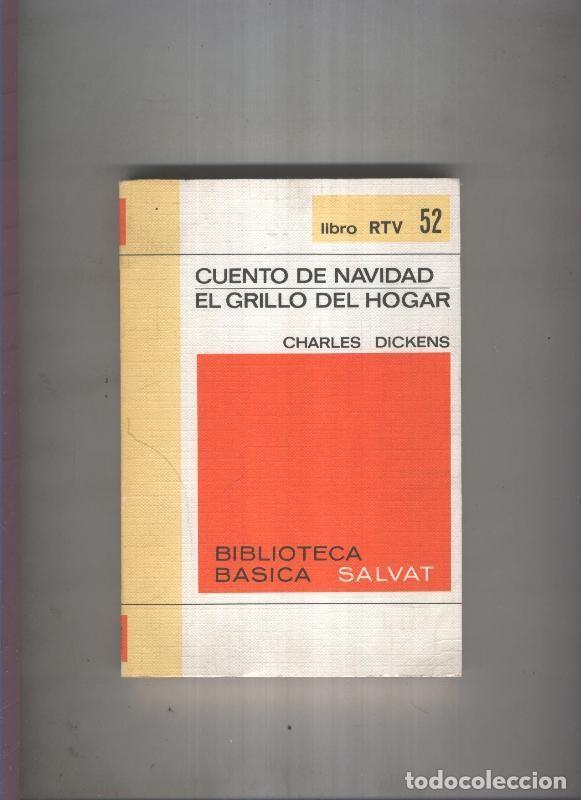 libro RTV 52
CUENTO DE NAVIDAD
EL GRILLO DEL HOGAR
CHARLES DICKENS
BIBLIOTECA
BASICA SALVAT
todocoleccion